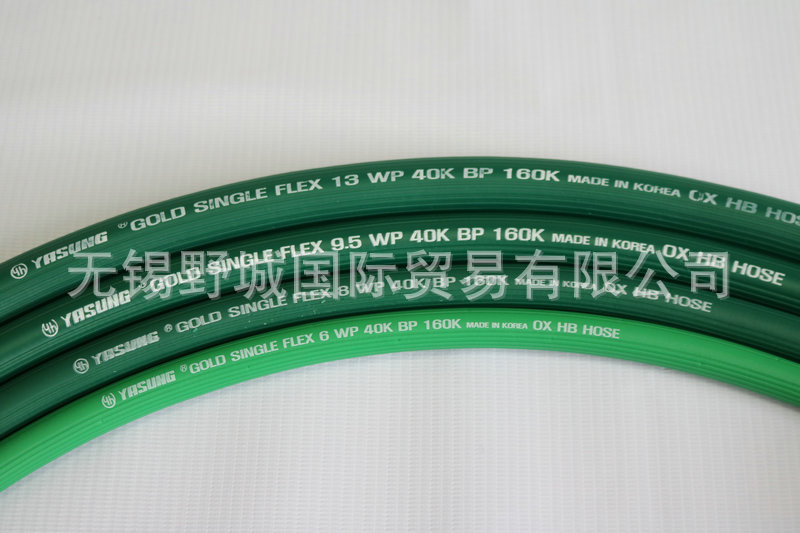 YASUNG ®GOLD SINGLE FLEX 13 WP 40K BP 160K MADE IN KOREA OX HB HOSE
YASUNG ®GOLD SINGLE FLEX 9.5 WP 40K BP 160K MADE IN KOREA OX HB HOSE
无锡野城国际贸易有限公司
YASUNG ®GOLD SINGLE FLEX 8 WP 40K BP 160K MADE IN KOREA OX HB HOSE
YASUNG ®GOLD SINGLE FLEX 6 WP 40K BP 160K MADE IN KOREA OX HB HOSE